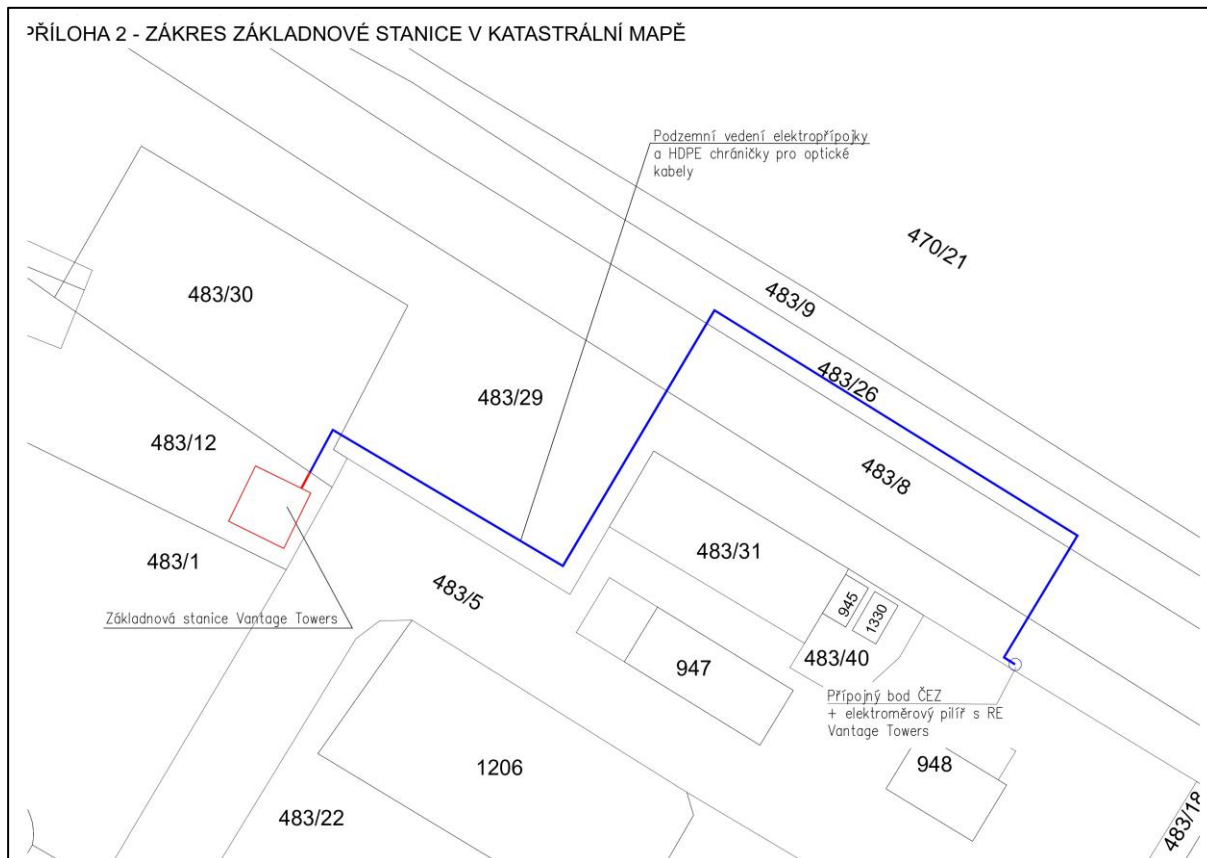 PŘÍLOHA 2 - ZÁKRES ZÁKLADNOVÉ STANICE V KATASTRÁLNÍ MAPĚ
Podzemní vedení elektropřípojky
a HDPE chráničky pro optické
kabely
470/21
483/30
483/9
483/26
483/29
483/12
483/8
483/31
483/1
483/5
945
1330
Základnová stanice Vantage Towers
483/40
947
Přípojný bod ČEZ
+ elektroměrový pilíř s RE
Vantage Towers
1206
948
483/22
483/18